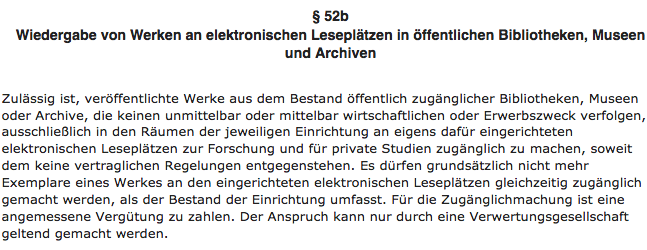 § 52b
Wiedergabe von Werken an elektronischen Leseplätzen in öffentlichen Bibliotheken, Museen
und Archiven
Zulässig ist, veröffentlichte Werke aus dem Bestand öffentlich zugänglicher Bibliotheken, Museen
oder Archive, die keinen unmittelbar oder mittelbar wirtschaftlichen oder Erwerbszweck verfolgen,
ausschließlich in den Räumen der jeweiligen Einrichtung an eigens dafür eingerichteten
elektronischen Leseplätzen zur Forschung und für private Studien zugänglich zu machen, soweit
dem keine vertraglichen Regelungen entgegenstehen. Es dürfen grundsätzlich nicht mehr
Exemplare eines Werkes an den eingerichteten elektronischen Leseplätzen gleichzeitig zugänglich
gemacht werden, als der Bestand der Einrichtung umfasst. Für die Zugänglichmachung ist eine
angemessene Vergütung zu zahlen. Der Anspruch kann nur durch eine Verwertungsgesellschaft
geltend gemacht werden.